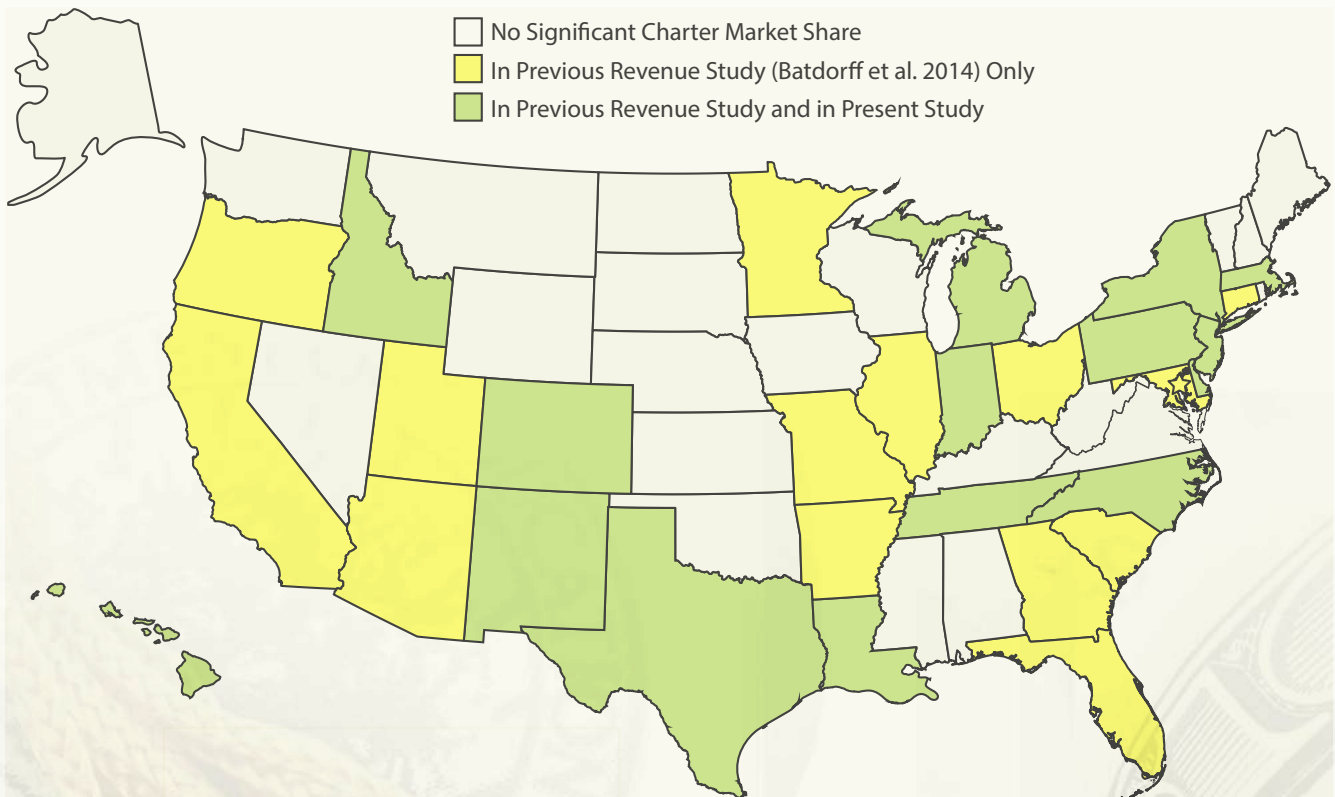 No Significant Charter Market Share
In Previous Revenue Study (Batdorff et al. 2014) Only
In Previous Revenue Study and in Present Study